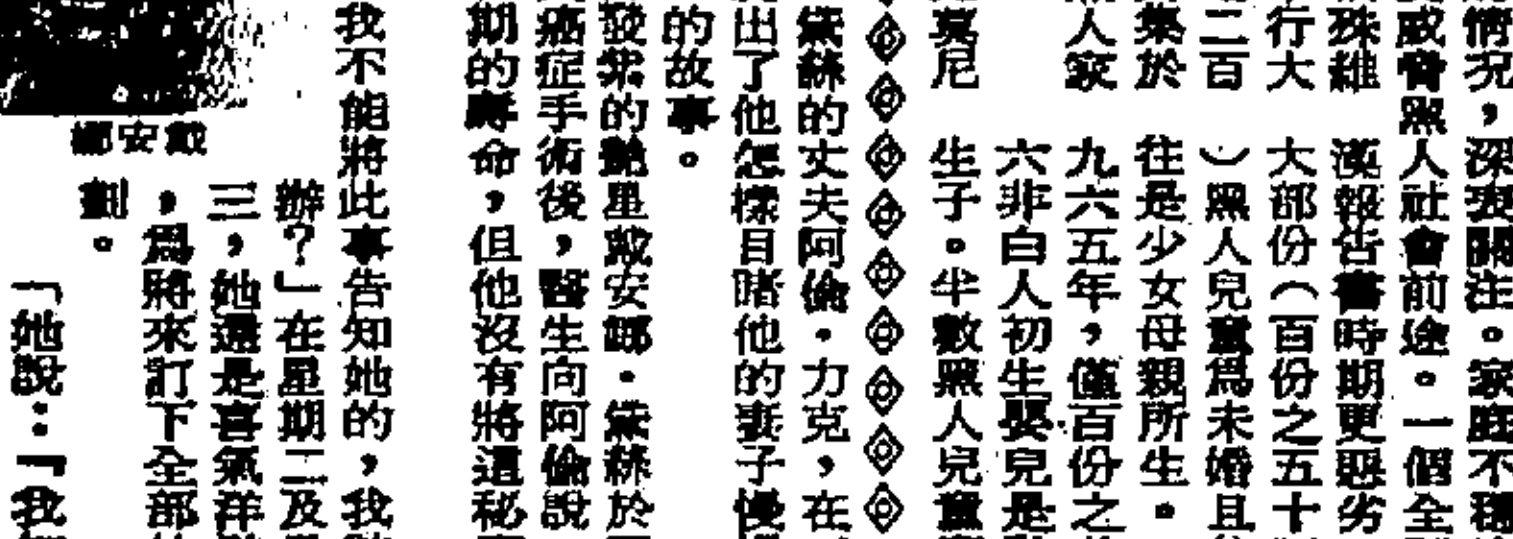 情況，深表關注。家庭不穩
威脅黑人社會前途。一個全
殊維 漢報告書時期更惡劣
行大 大部份（百份之五十
二百 ）黑人兒童爲未婚且
集於 往是少女母親所生。
人家 九六五年，僅百份之
六非白人初生嬰兒是
莫尼 生子。半數黑人兒童
黛絲的丈夫阿倫．力克，在
出了他怎樣目睹他的妻子慢
的故事。
發紫的艷星戴安娜．黛絲於
癌症手術後，醫生向阿倫說
期的壽命，但他沒有將這秘
我不能將此事告知她的，我
辦？」在星期二及
三，她還是喜氣洋
，爲將來訂下全部
劃。
戴安娜
「她說：『我